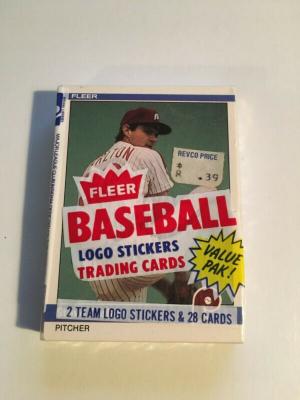 FLEER
RLTON
REVCO PRICE
$
R .39
FLEER
BASEBALL
LOGO STICKERS
TRADING CARDS
VALUE
PAK!
2 TEAM LOGO STICKERS & 28 CARDS
PITCHER